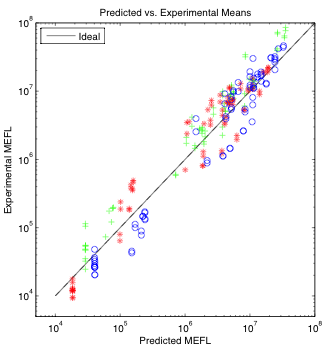 Predicted vs. Experimental Means
Ideal
10^8
10^7
10^6
10^5
10^4
Experimental MEFL
10^4 10^5 10^6 10^7 10^8
Predicted MEFL